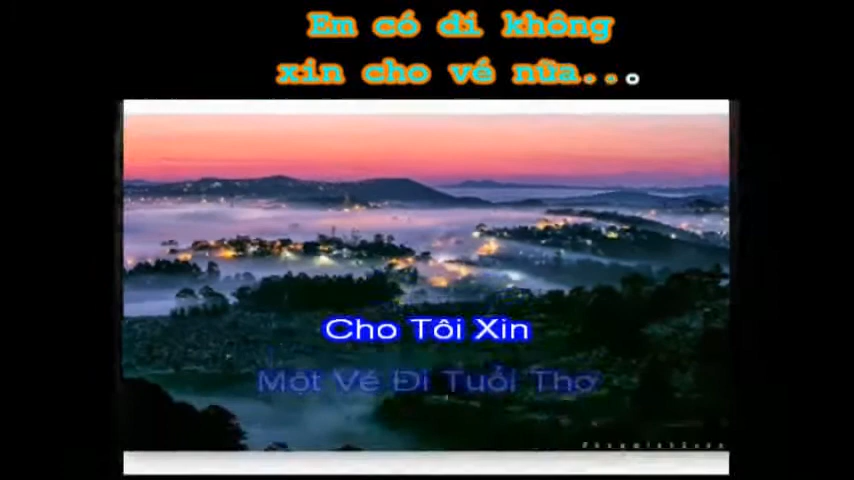 Em có đi không
xin cho vé nữa...
Cho Tôi Xin
Một Vé Đi Tuổi Thơ